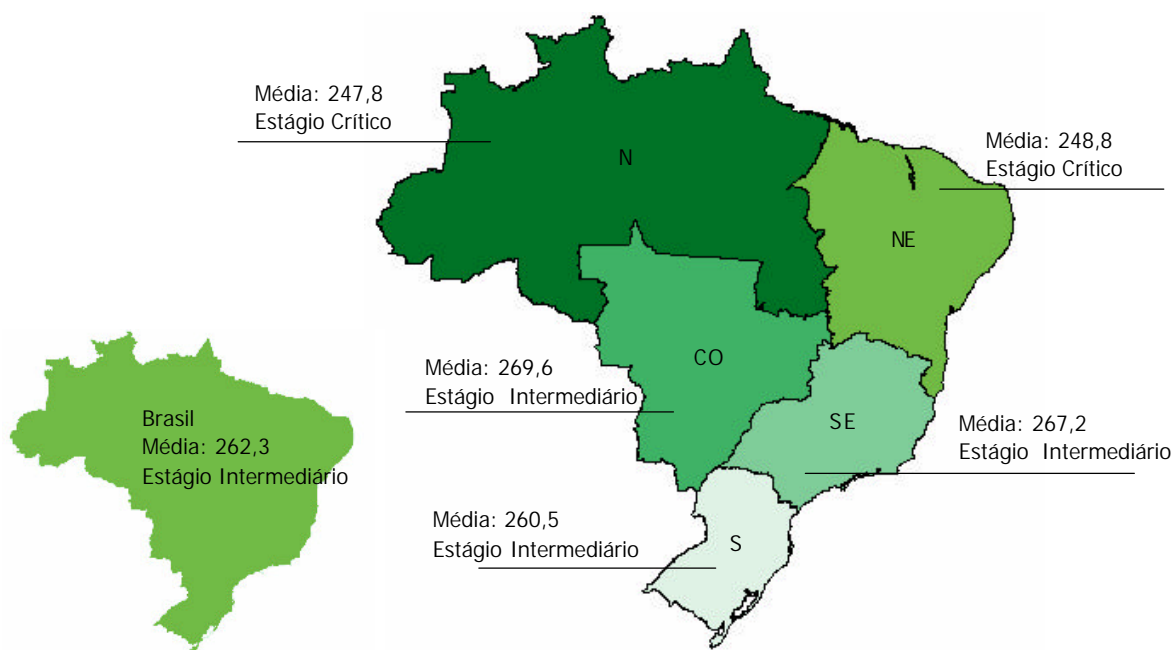 Média: 247,8
Estágio Crítico
N
Média: 248,8
Estágio Crítico
NE
Média: 269,6
Estágio Intermediário
CO
Brasil
Média: 262,3
Estágio Intermediário
SE
Média: 267,2
Estágio Intermediário
Média: 260,5
Estágio Intermediário
S